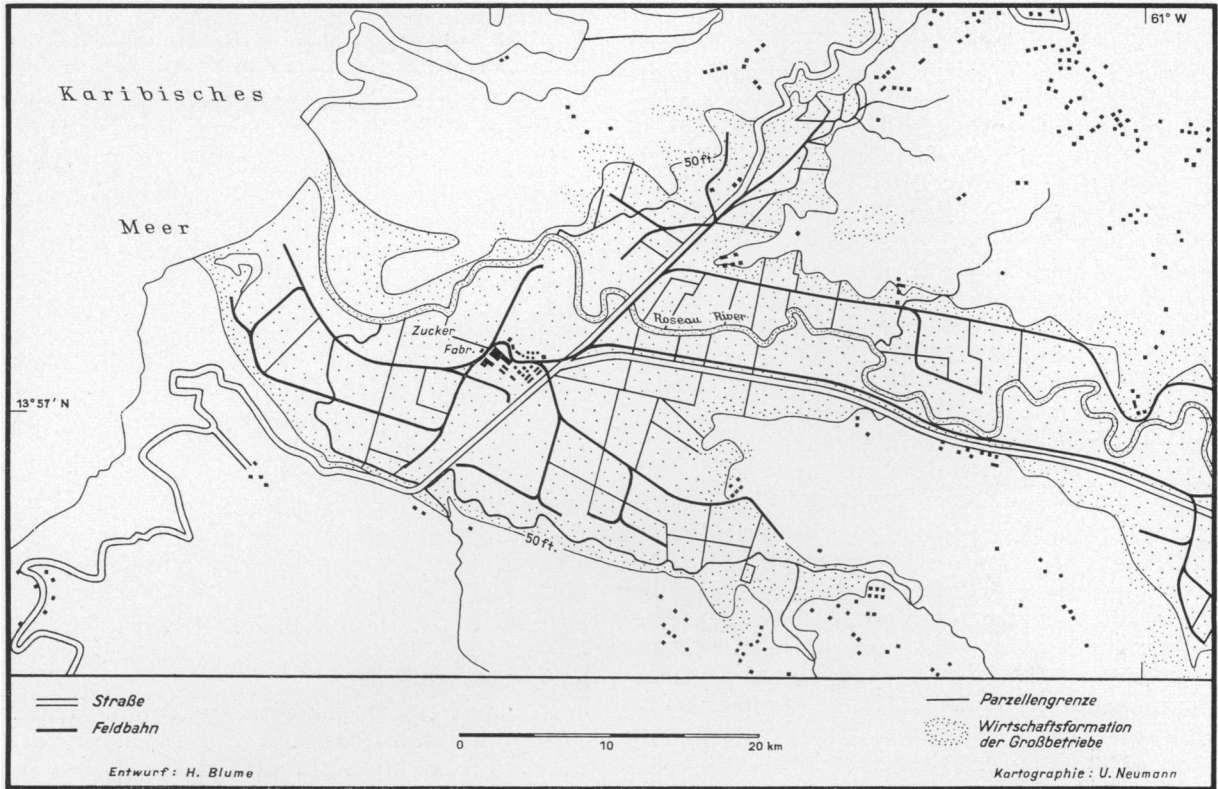 61° W
Karibisches
Meer
50 ft.
Roseau River
Zucker
Fabr.
13°57' N
50 ft.
Straße
Feldbahn
Parzellengrenze
Wirtschaftsformation
der Großbetriebe
0 10 20 km
Entwurf: H. Blume
Kartographie: U. Neumann